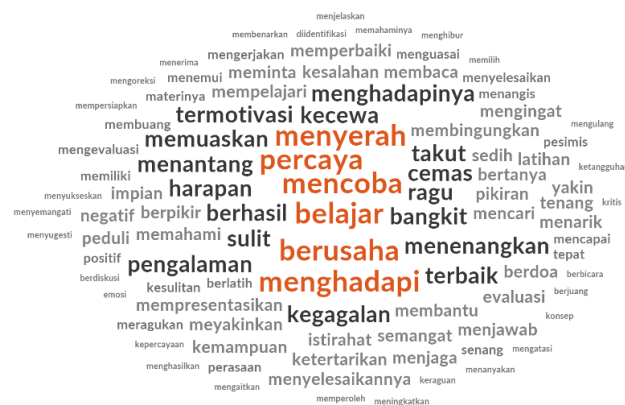 menjelaskan
membenarkan diidentifikasi memahaminya menghibur
mengerjakan memperbaiki menguasai
menerima memilih
mengoreksi menemui meminta kesalahan membaca menyelesaikan
materinya mempelajari menghadapinya menangis
mempersiapkan termotivasi kecewa mengingat
membuang memuaskan menyerah membingungkan mengulang
mengevaluasi percaya takut sedih latihan pesimis
menantang cemas bertanya ketangguhan
memiliki harapan mencoba ragu pikiran yakin
menyukseskan impian tenang kritis
menyemangati negatif berpikir berhasil belajar bangkit mencari menarik
menyugesti peduli memahami sulit menenangkan mencapai
positif pengalaman berusaha tepat
berdiskusi kesulitan berlatih menghadapi terbaik berdoa berbicara
emosi mempresentasikan evaluasi berjuang
meragukan meyakinkan kegagalan membantu konsep
kepercayaan kemampuan istirahat semangat menjawab
menghasilkan perasaan ketertarikan menjaga senang mengatasi
mengaitkan menyelesaikannya keraguan menanyakan
memperoleh meningkatkan